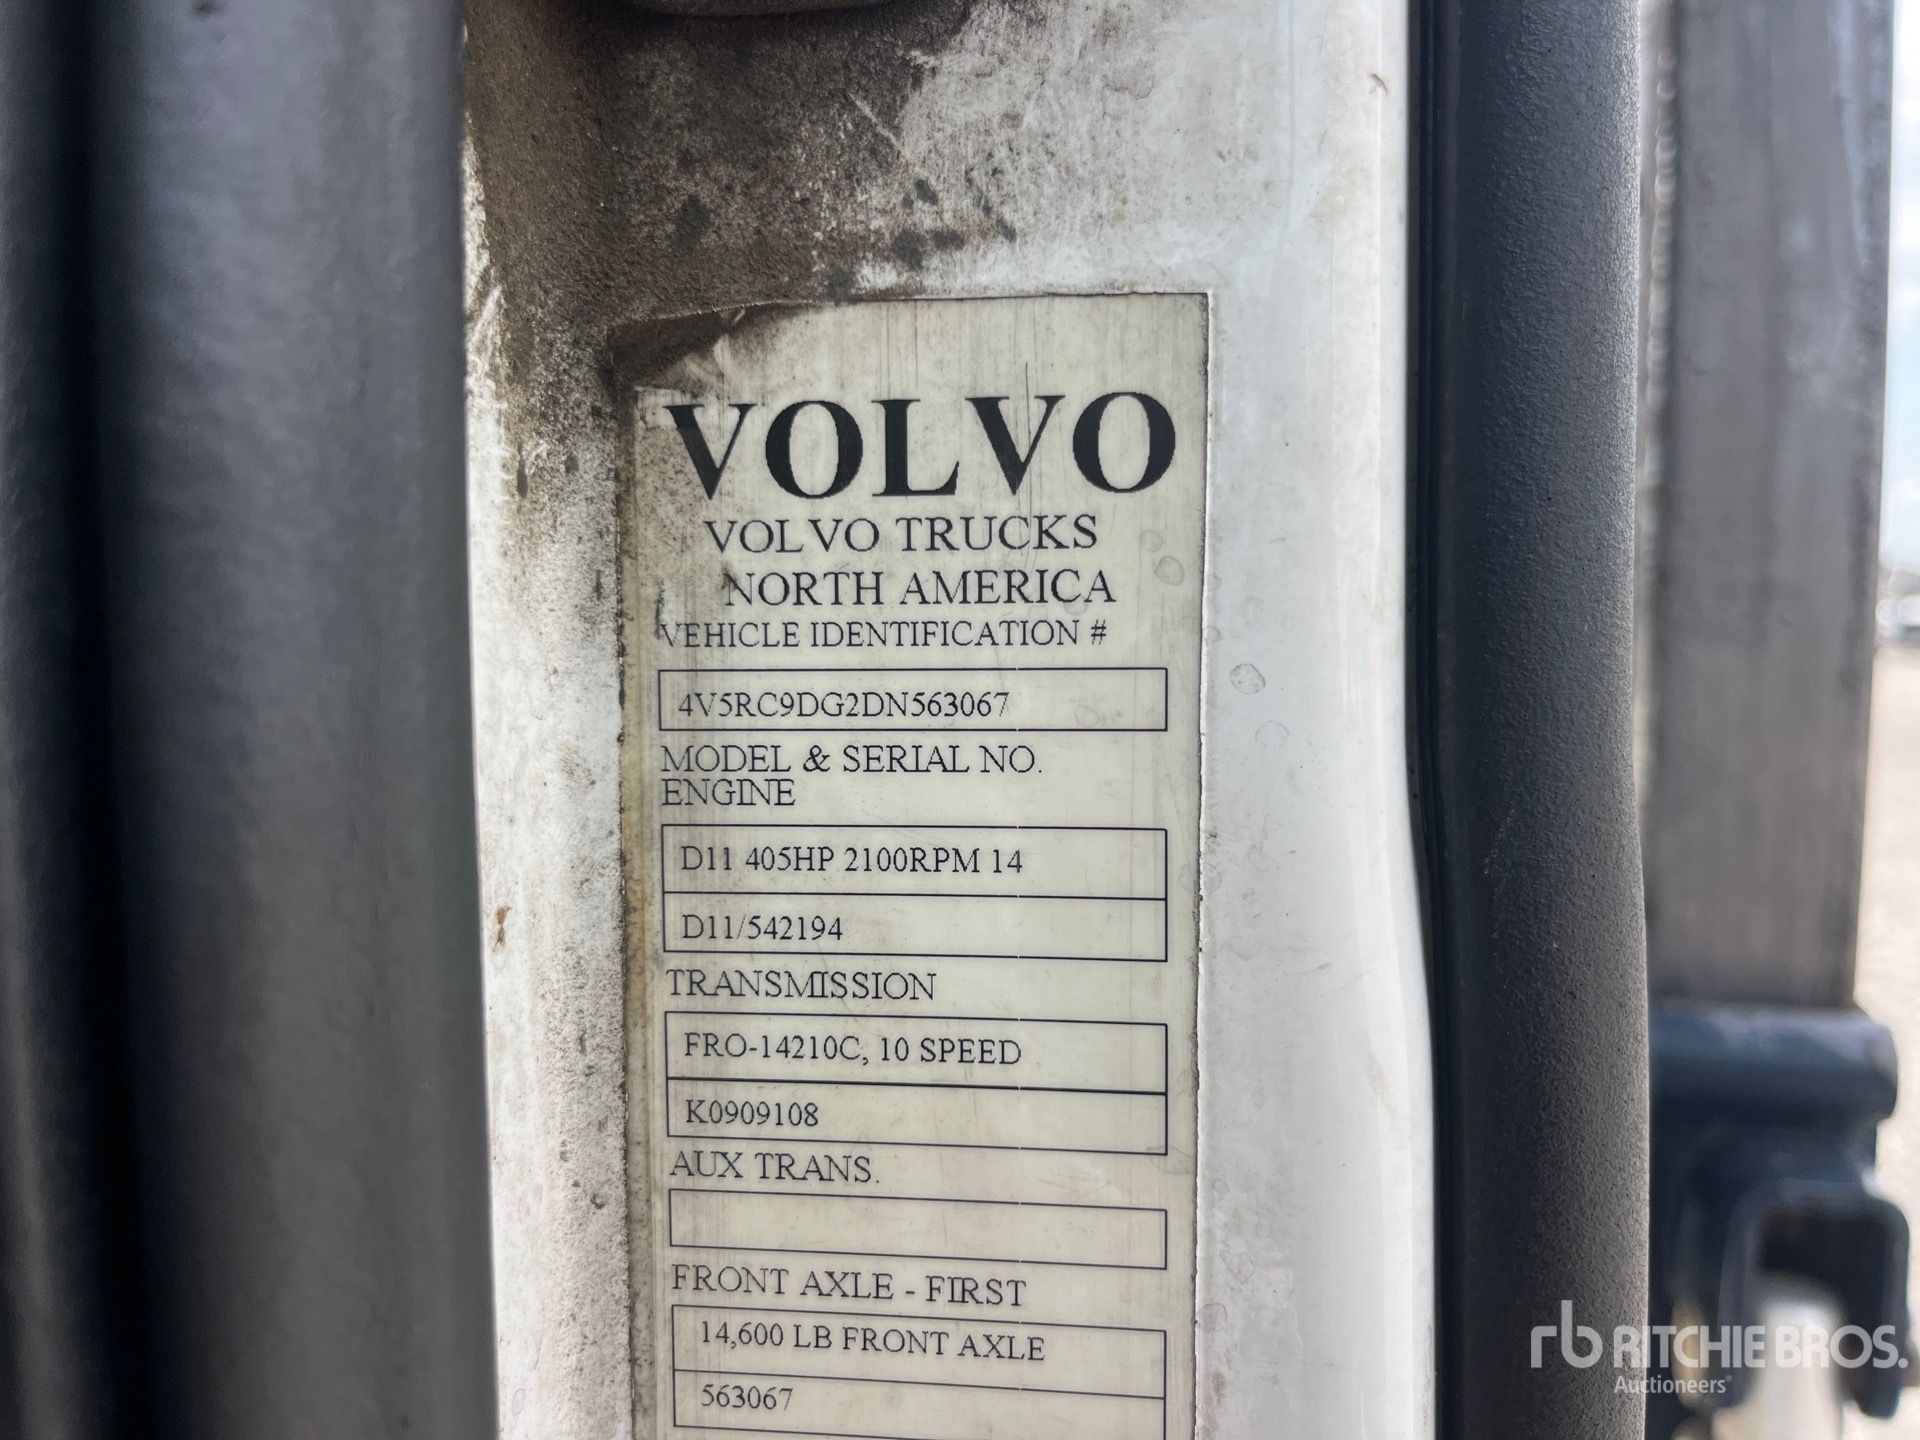 VOLVO
VOLVO TRUCKS
NORTH AMERICA
VEHICLE IDENTIFICATION #
4V5RC9DG2DN563067
MODEL & SERIAL NO.
ENGINE
D11 405HP 2100RPM 14
D11/542194
TRANSMISSION
FRO-14210C, 10 SPEED
K0909108
AUX TRANS.
FRONT AXLE - FIRST
14,600 LB FRONT AXLE
563067
rb RITCHIE BROS.
Auctioneers